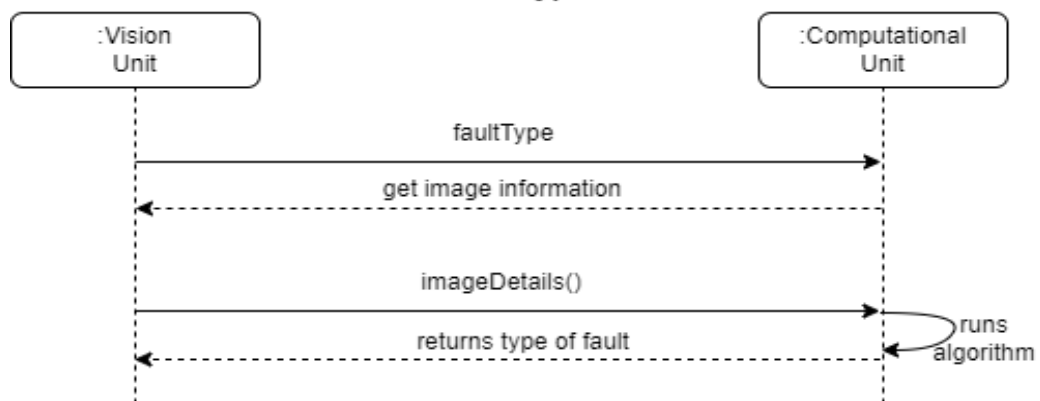 :Vision
Unit
:Computational
Unit
faultType
get image information
imageDetails()
runs
algorithm
returns type of fault